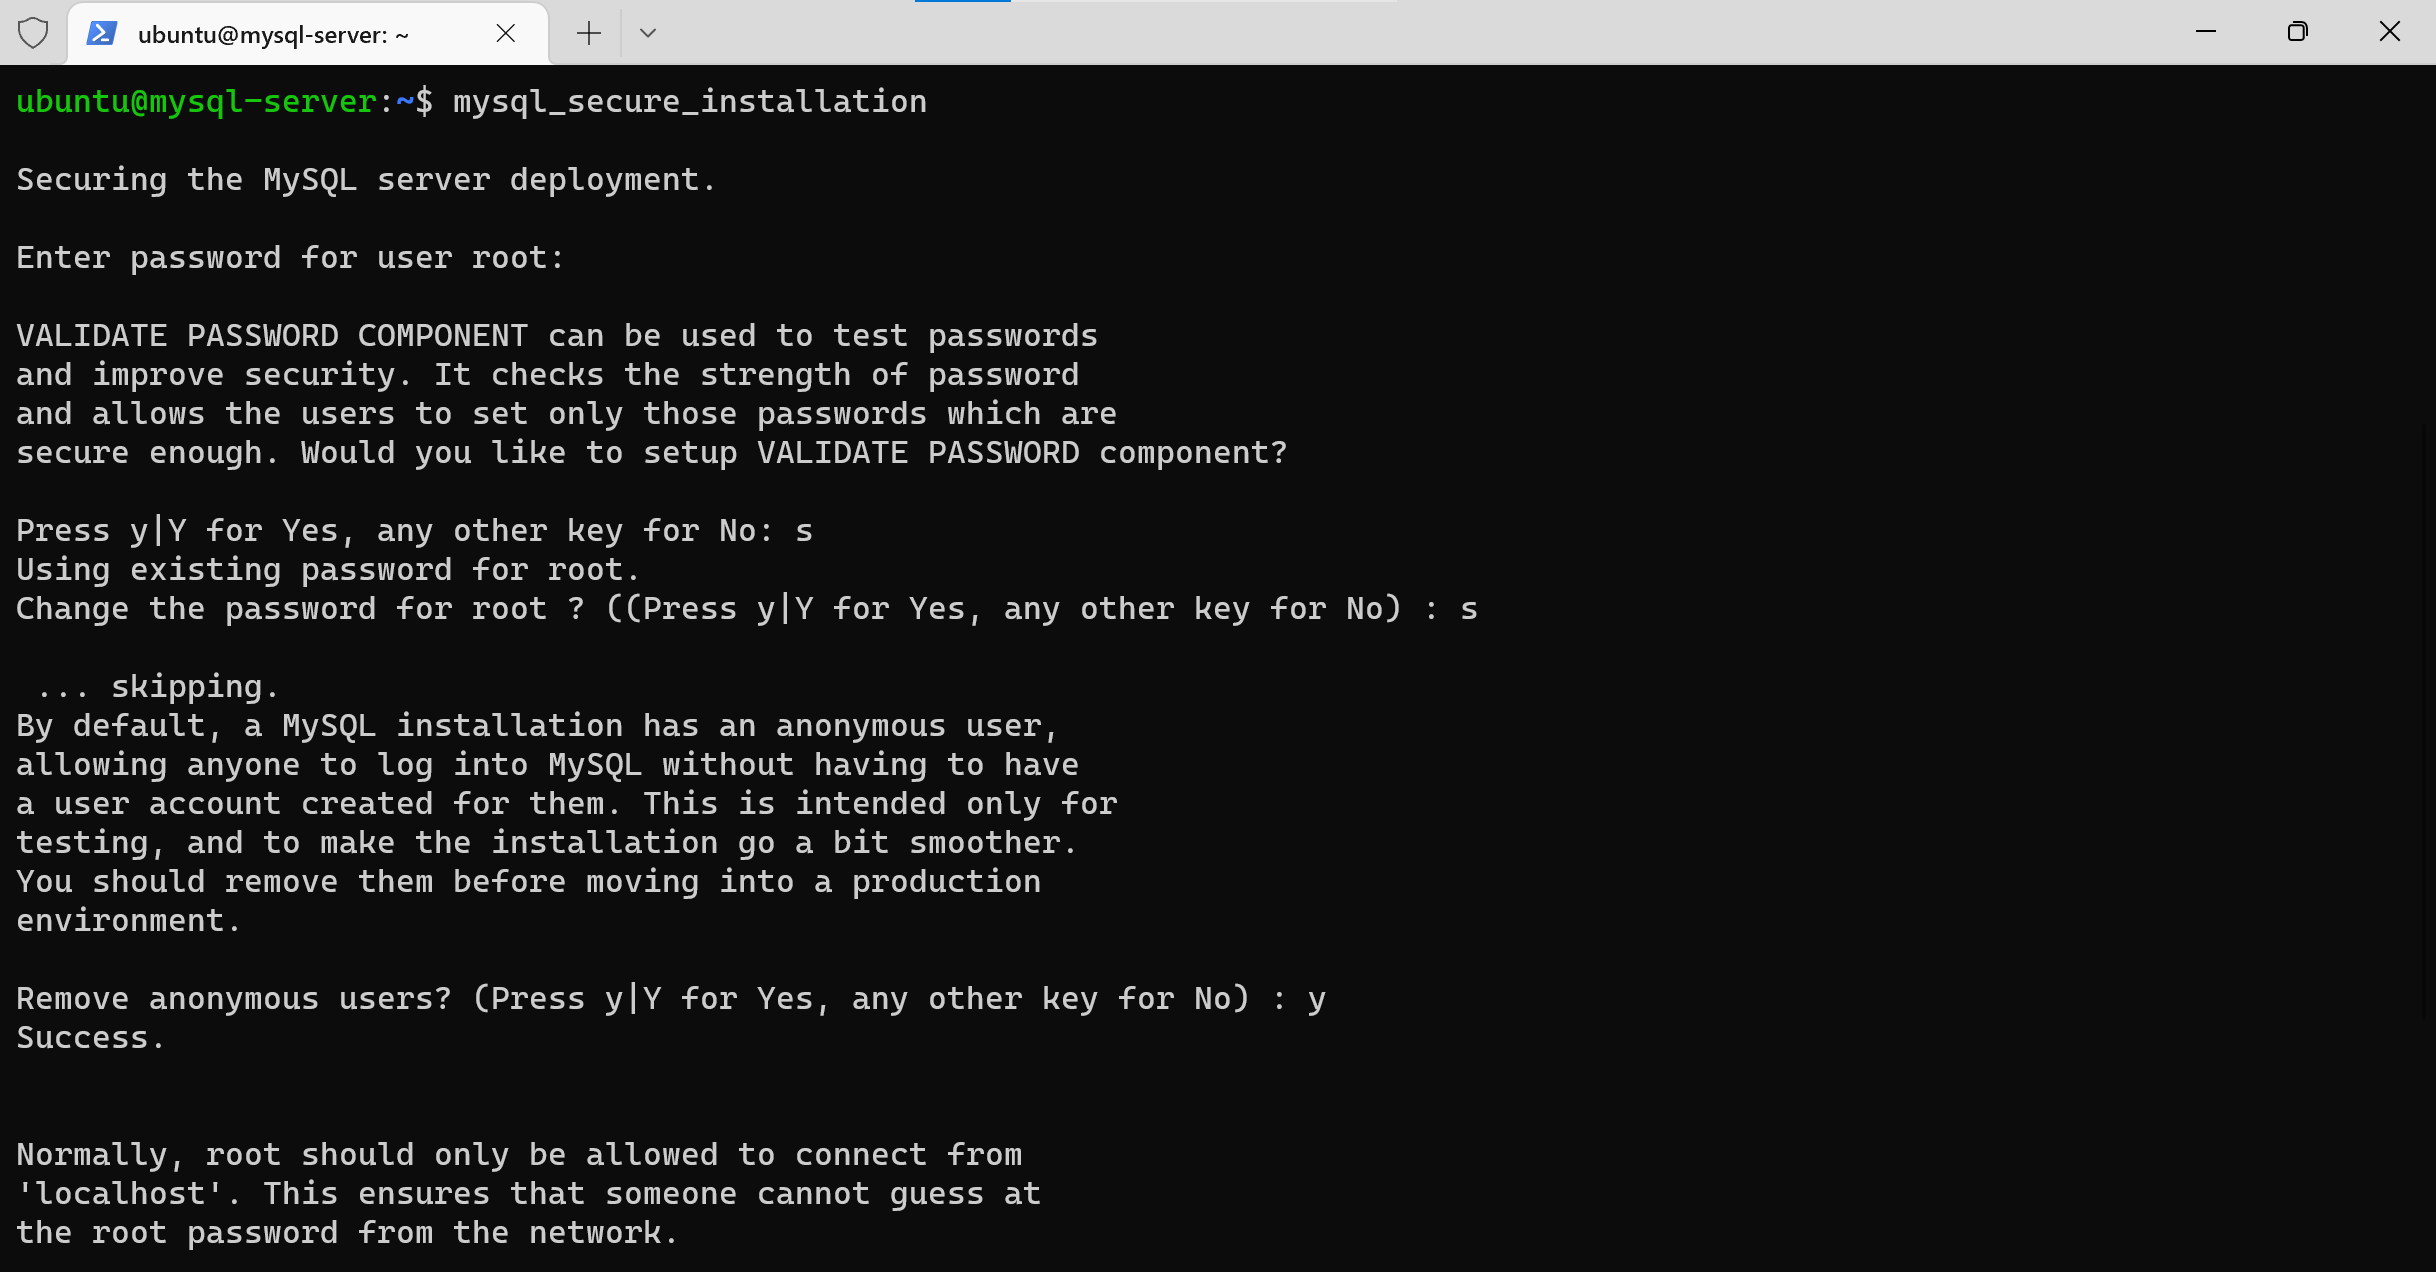 ubuntu@mysql-server: ~
ubuntu@mysql-server:~$ mysql_secure_installation
Securing the MySQL server deployment.
Enter password for user root:
VALIDATE PASSWORD COMPONENT can be used to test passwords
and improve security. It checks the strength of password
and allows the users to set only those passwords which are
secure enough. Would you like to setup VALIDATE PASSWORD component?
Press y|Y for Yes, any other key for No: s
Using existing password for root.
Change the password for root ? ((Press y|Y for Yes, any other key for No) : s
 ... skipping.
By default, a MySQL installation has an anonymous user,
allowing anyone to log into MySQL without having to have
a user account created for them. This is intended only for
testing, and to make the installation go a bit smoother.
You should remove them before moving into a production
environment.
Remove anonymous users? (Press y|Y for Yes, any other key for No) : y
Success.
Normally, root should only be allowed to connect from
'localhost'. This ensures that someone cannot guess at
the root password from the network.